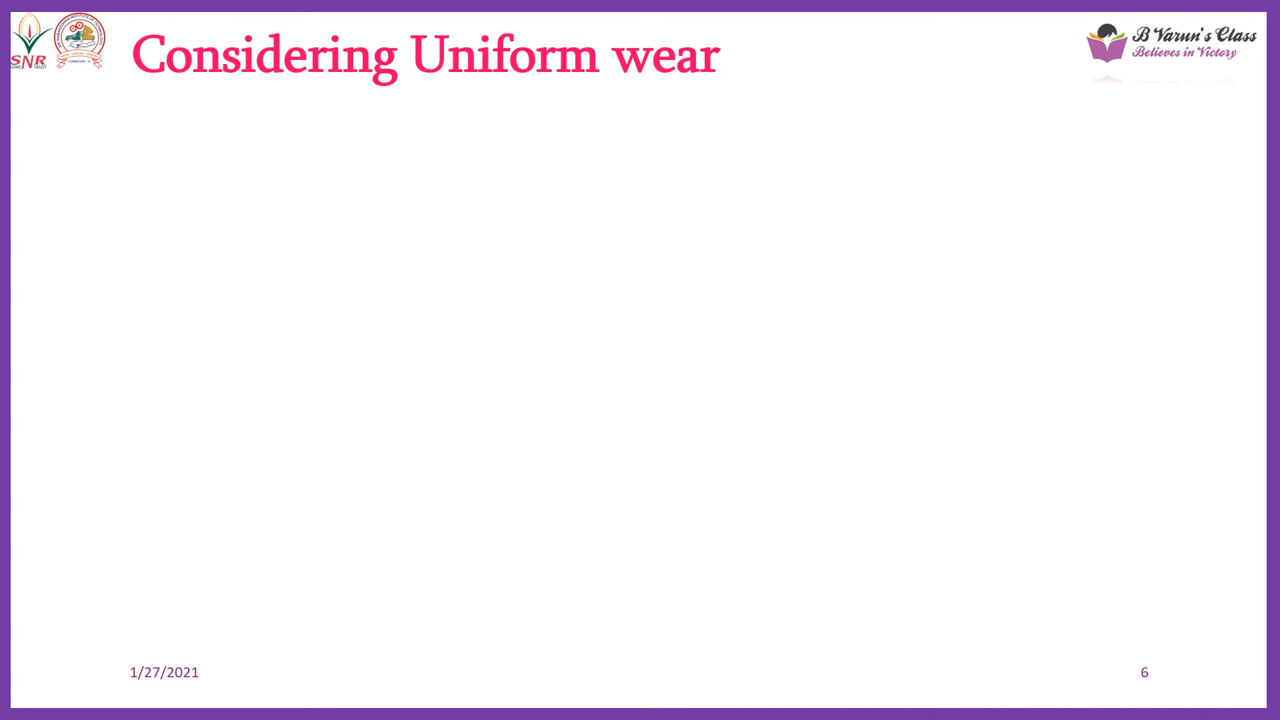 Considering Uniform wear
SNR
B Varun's Class
Believes in Victory
1/27/2021
6